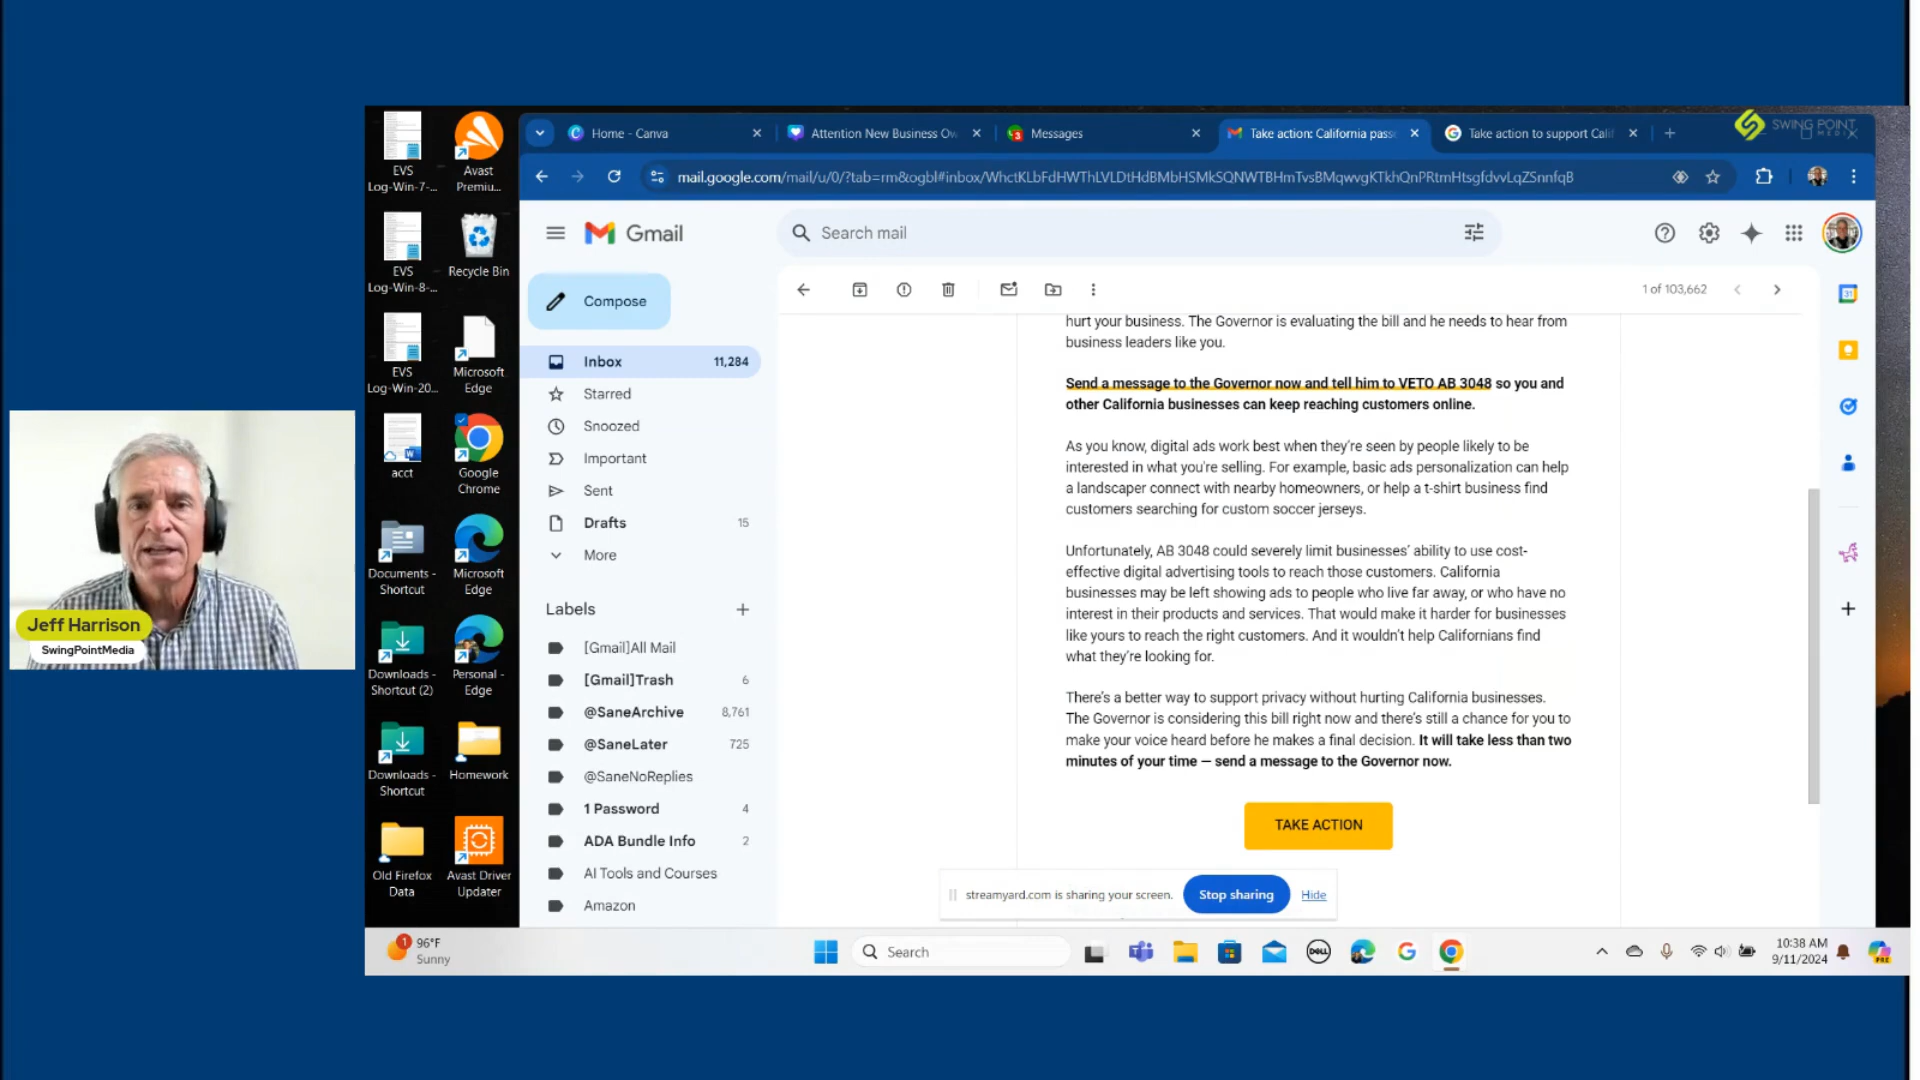 EVS
Log-Win-7-...
Avast
Premiu...
EVS
Log-Win-8-...
Recycle Bin
EVS
Log-Win-20...
Microsoft
Edge
acct
Google
Chrome
Documents -
Shortcut
Microsoft
Edge
Downloads -
Shortcut (2)
Personal -
Edge
Downloads -
Shortcut
Homework
Old Firefox
Data
Avast Driver
Updater
Jeff Harrison
SwingPointMedia
Home - Canva
Attention New Business Ow
3
Messages
Take action: California pass
Take action to support Calif
SWING POINT
MEDIA
mail.google.com/mail/u/0/?tab=rm&ogbl#inbox/WhctKLbFdHWThLVLDtHdBMbHSMkSQNWTBHmTvsBMqwvgKTkhQnPRtmHtsgfdvvLqZSnnfqB
Gmail
Search mail
Compose
1 of 103,662
Inbox 11,284
Starred
Snoozed
Important
Sent
Drafts 15
More
Labels
[Gmail]All Mail
[Gmail]Trash 6
@SaneArchive 8,761
@SaneLater 725
@SaneNoReplies
1 Password 4
ADA Bundle Info 2
AI Tools and Courses
Amazon
hurt your business. The Governor is evaluating the bill and he needs to hear from
business leaders like you.
Send a message to the Governor now and tell him to VETO AB 3048 so you and
other California businesses can keep reaching customers online.
As you know, digital ads work best when they're seen by people likely to be
interested in what you're selling. For example, basic ads personalization can help
a landscaper connect with nearby homeowners, or help a t-shirt business find
customers searching for custom soccer jerseys.
Unfortunately, AB 3048 could severely limit businesses' ability to use cost-
effective digital advertising tools to reach those customers. California
businesses may be left showing ads to people who live far away, or who have no
interest in their products and services. That would make it harder for businesses
like yours to reach the right customers. And it wouldn't help Californians find
what they're looking for.
There's a better way to support privacy without hurting California businesses.
The Governor is considering this bill right now and there's still a chance for you to
make your voice heard before he makes a final decision. It will take less than two
minutes of your time — send a message to the Governor now.
TAKE ACTION
31
streamyard.com is sharing your screen.
Stop sharing
Hide
1
96°F
Sunny
Search
DELL
10:38 AM
9/11/2024
PRE